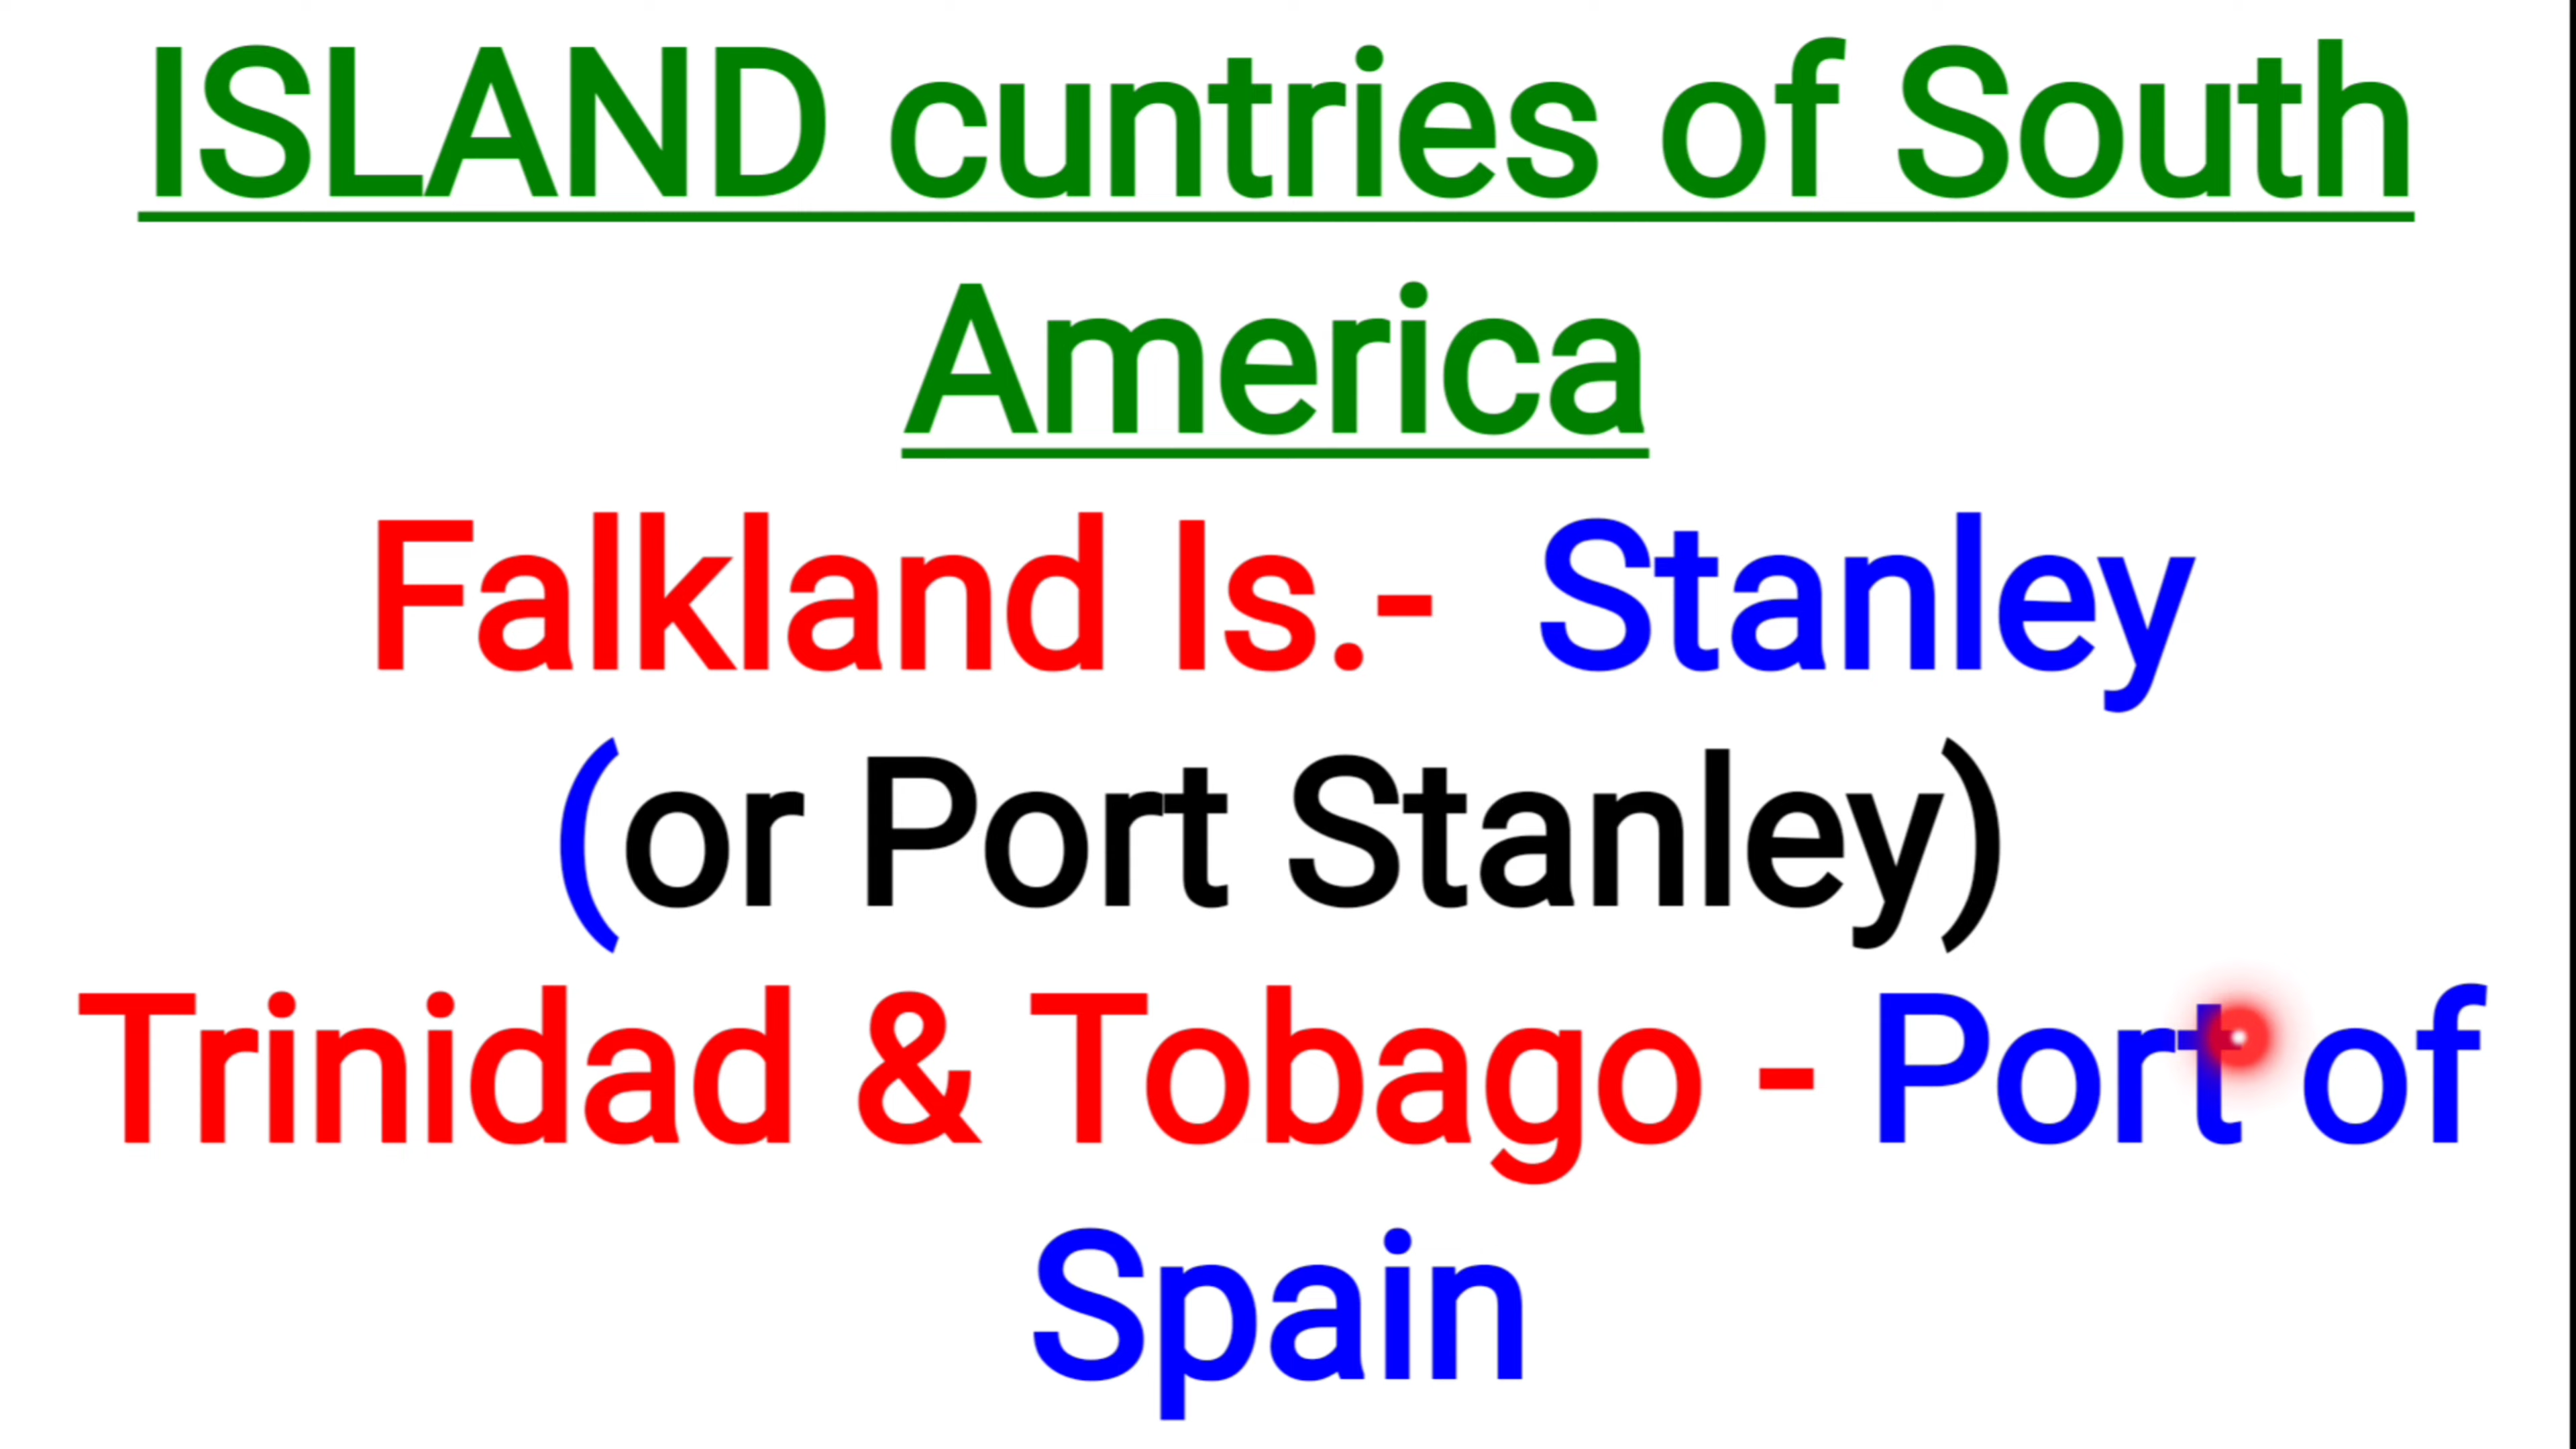 ISLAND cuntries of South
America
Falkland Is.- Stanley
(or Port Stanley)
Trinidad & Tobago - Port of
Spain